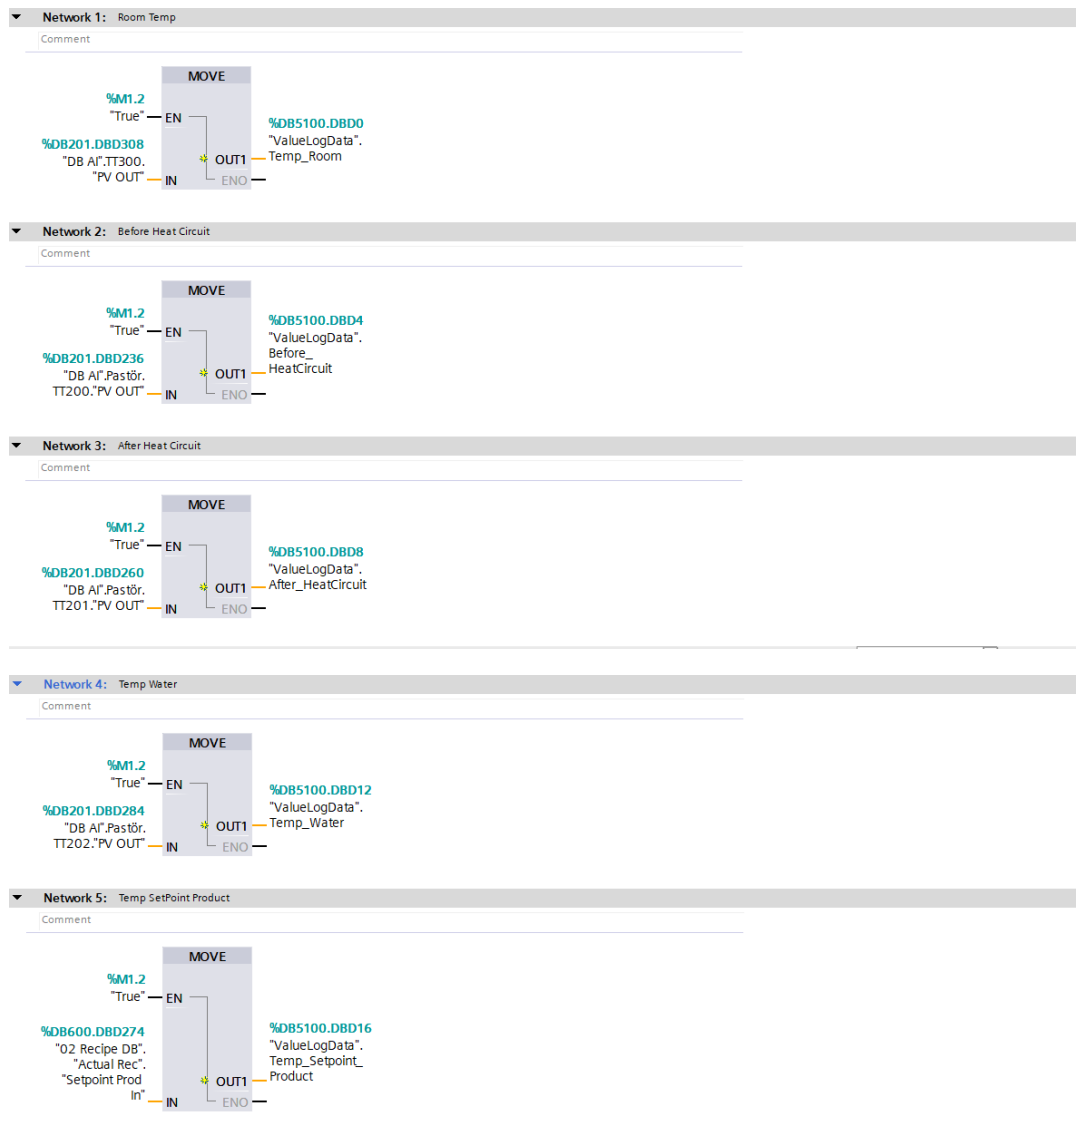 Network 1: Room Temp
Comment
MOVE
%M1.2
"True"
EN
%DB5100.DBD0
"ValueLogData".
Temp_Room
%DB201.DBD308
"DB AI".TT300.
"PV OUT"
OUT1
IN
ENO
Network 2: Before Heat Circuit
Comment
MOVE
%M1.2
"True"
EN
%DB5100.DBD4
"ValueLogData".
Before_
HeatCircuit
%DB201.DBD236
"DB AI".Pastör.
TT200."PV OUT"
OUT1
IN
ENO
Network 3: After Heat Circuit
Comment
MOVE
%M1.2
"True"
EN
%DB5100.DBD8
"ValueLogData".
After_HeatCircuit
%DB201.DBD260
"DB AI".Pastör.
TT201."PV OUT"
OUT1
IN
ENO
Network 4: Temp Water
Comment
MOVE
%M1.2
"True"
EN
%DB5100.DBD12
"ValueLogData".
Temp_Water
%DB201.DBD284
"DB AI".Pastör.
TT202."PV OUT"
OUT1
IN
ENO
Network 5: Temp SetPoint Product
Comment
MOVE
%M1.2
"True"
EN
%DB5100.DBD16
"ValueLogData".
Temp_Setpoint_
Product
%DB600.DBD274
"02 Recipe DB".
"Actual Rec".
"Setpoint Prod
In"
OUT1
IN
ENO